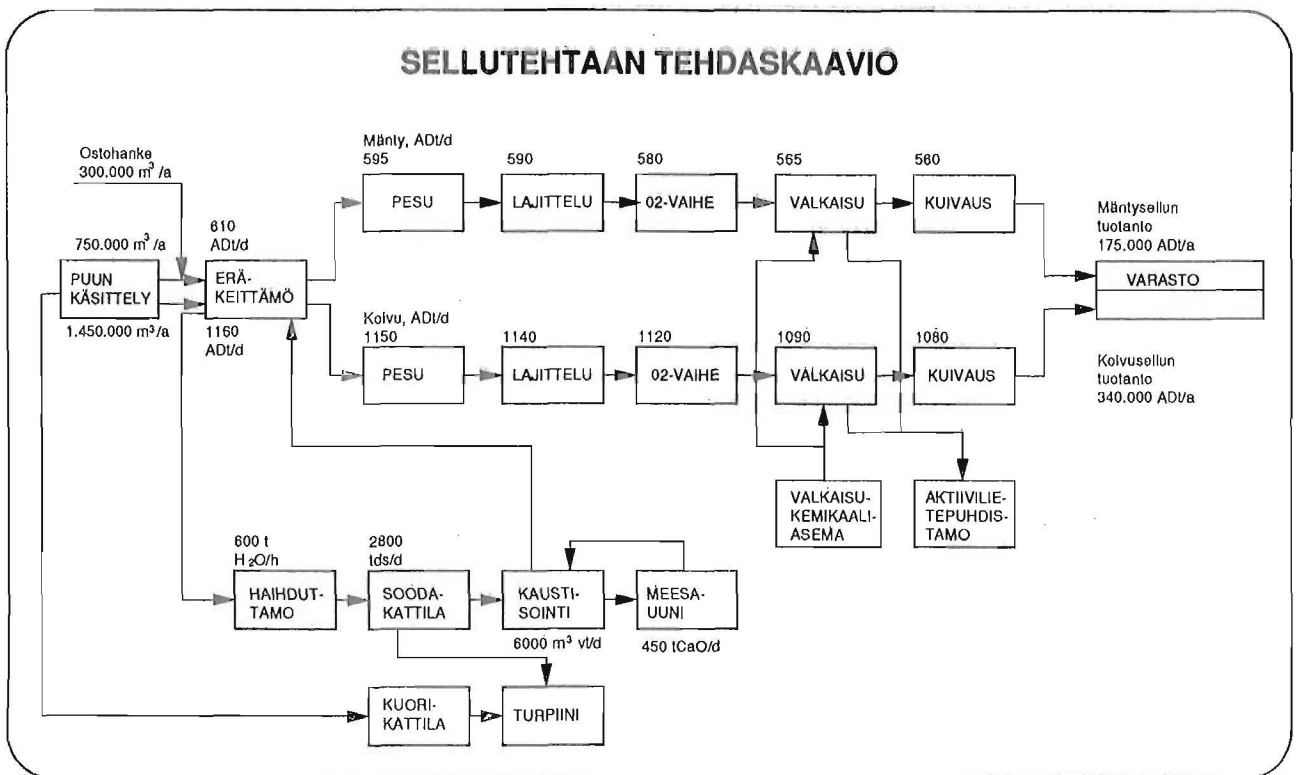 SELLUTEHTAAN TEHDASKAAVIO
Ostohanke
300.000 m³/a
750.000 m³/a
PUUN
KÄSITTELY
1.450.000 m³/a
610
ADt/d
ERÄ-
KEITTÄMÖ
1160
ADt/d
Mänty, ADt/d
595
PESU
590
LAJITTELU
580
02-VAIHE
565
VALKAISU
560
KUIVAUS
Mäntysellun
tuotanto
175.000 ADt/a
VARASTO
Koivu, ADt/d
1150
PESU
1140
LAJITTELU
1120
02-VAIHE
1090
VALKAISU
1080
KUIVAUS
Koivusellun
tuotanto
340.000 ADt/a
VALKAISU-
KEMIKAALI-
ASEMA
AKTIIVILIE-
TEPUHDIS-
TAMO
600 t
H₂O/h
HAIHDUT-
TAMO
2800
tds/d
SOODA-
KATTILA
KAUSTI-
SOINTI
6000 m³ vt/d
MEESA-
UUNI
450 tCaO/d
KUORI-
KATTILA
TURPIINI